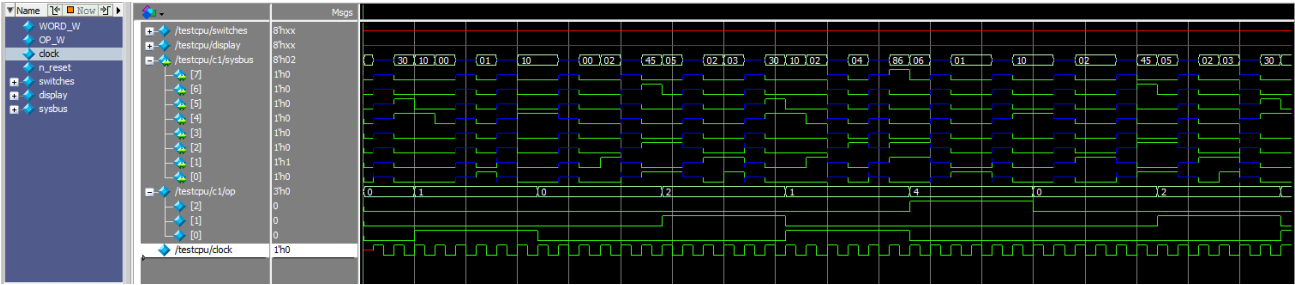 Name Now Msgs
WORD_W
OP_W
clock
n_reset
switches
display
sysbus
/testcpu/switches 8'hxx
/testcpu/display 8'hxx
/testcpu/c1/sysbus 8'h02 30 10 00 01 10 00 02 45 05 02 03 30 10 02 04 86 06 01 10 02 45 05 02 03 30
[7] 1'h0
[6] 1'h0
[5] 1'h0
[4] 1'h0
[3] 1'h0
[2] 1'h0
[1] 1'h1
[0] 1'h0
/testcpu/c1/op 3'h0 0 1 0 2 1 4 0 2
[2] 0
[1] 0
[0] 0
/testcpu/clock 1'h0